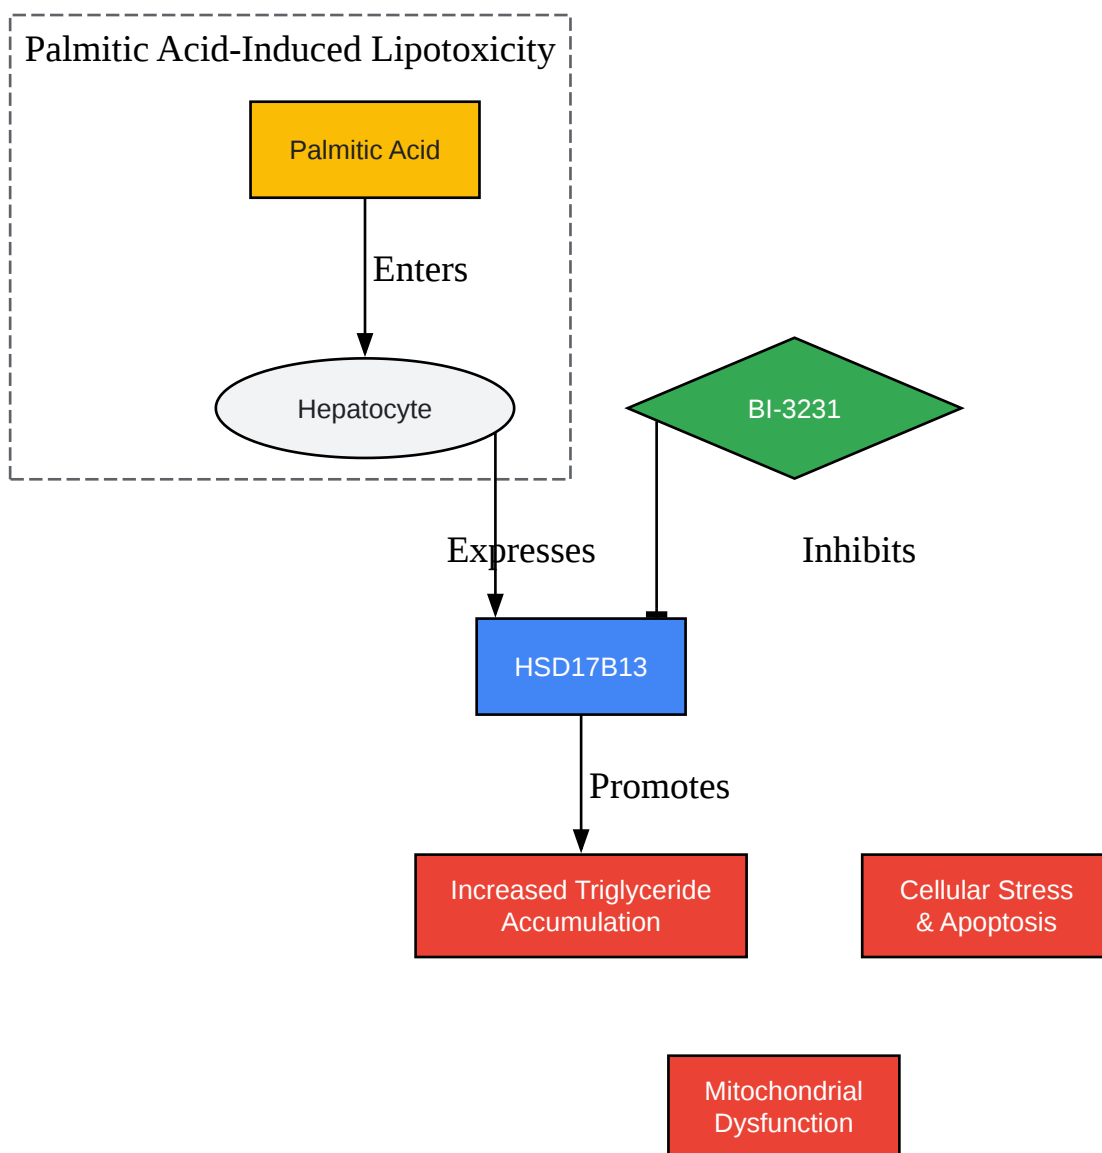 Palmitic Acid-Induced Lipotoxicity
Palmitic Acid
Enters
Hepatocyte
BI-3231
Expresses
Inhibits
HSD17B13
Promotes
Increased Triglyceride
Accumulation
Cellular Stress
& Apoptosis
Mitochondrial
Dysfunction